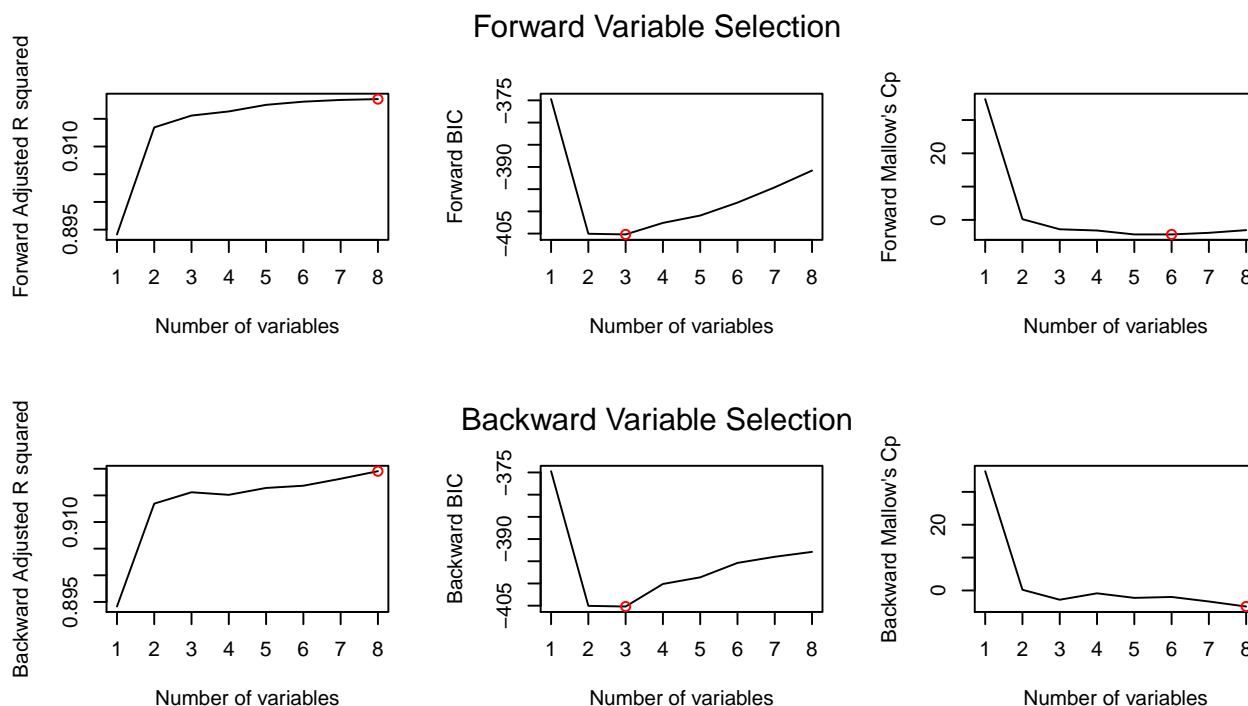 Forward Variable Selection
Forward Adjusted R squared
0.895
0.910
1 2 3 4 5 6 7 8
Number of variables
Forward BIC
−405
−390
−375
1 2 3 4 5 6 7 8
Number of variables
Forward Mallow's Cp
0
20
1 2 3 4 5 6 7 8
Number of variables
Backward Variable Selection
Backward Adjusted R squared
0.895
0.910
1 2 3 4 5 6 7 8
Number of variables
Backward BIC
−405
−390
−375
1 2 3 4 5 6 7 8
Number of variables
Backward Mallow's Cp
0
20
1 2 3 4 5 6 7 8
Number of variables